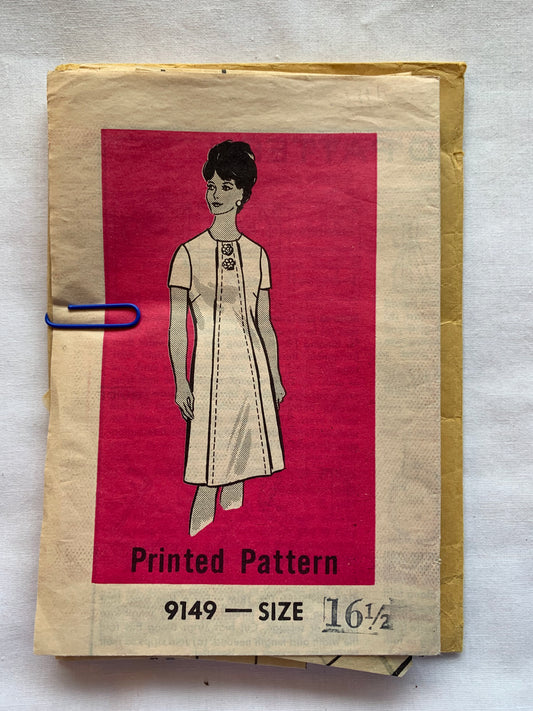 Printed Pattern
9149 — SIZE 16½